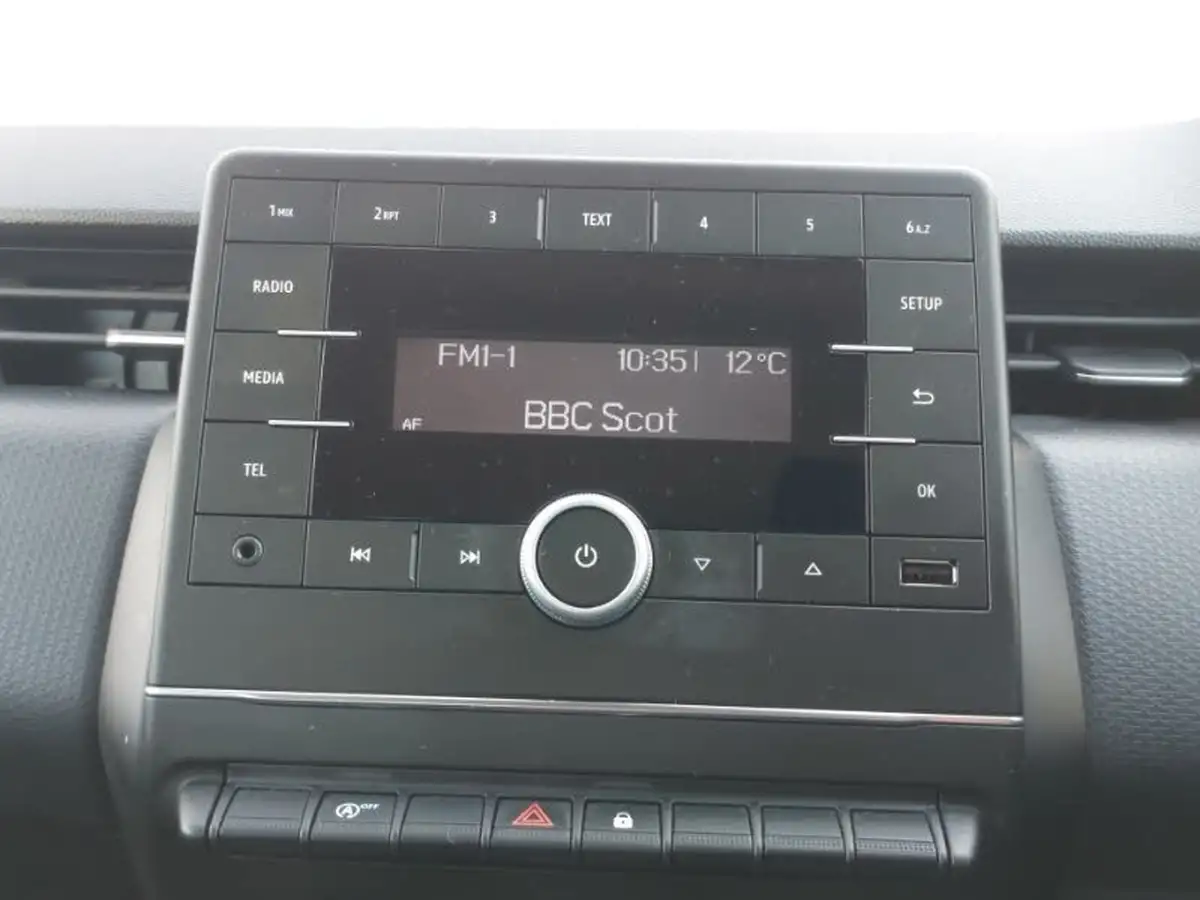 1 MIX 2 RPT 3 TEXT 4 5 6 A.Z
RADIO
SETUP
FM1-1 10:35 12°C
MEDIA
AF BBC Scot
TEL
OK
A OFF